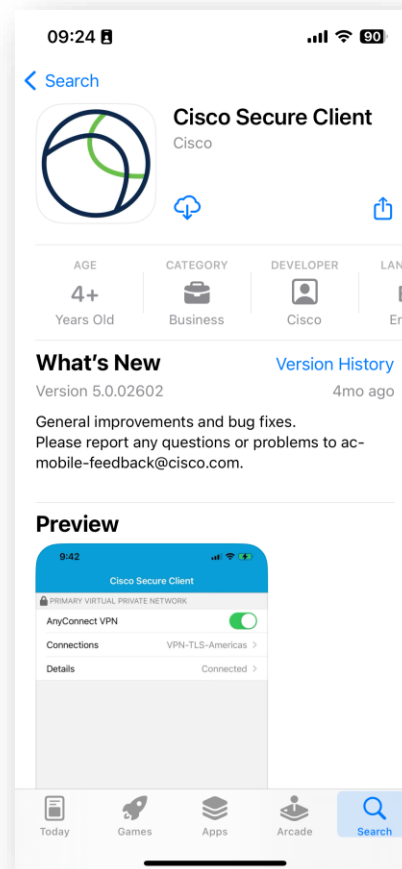 09:24
90
Search
Cisco Secure Client
Cisco
AGE
CATEGORY
DEVELOPER
LAN
4+
E
Years Old
Business
Cisco
En
What's New
Version History
Version 5.0.02602
4mo ago
General improvements and bug fixes.
Please report any questions or problems to ac-
mobile-feedback@cisco.com.
Preview
9:42
Cisco Secure Client
PRIMARY VIRTUAL PRIVATE NETWORK
AnyConnect VPN
Connections
VPN-TLS-Americas
Details
Connected
Today
Games
Apps
Arcade
Search